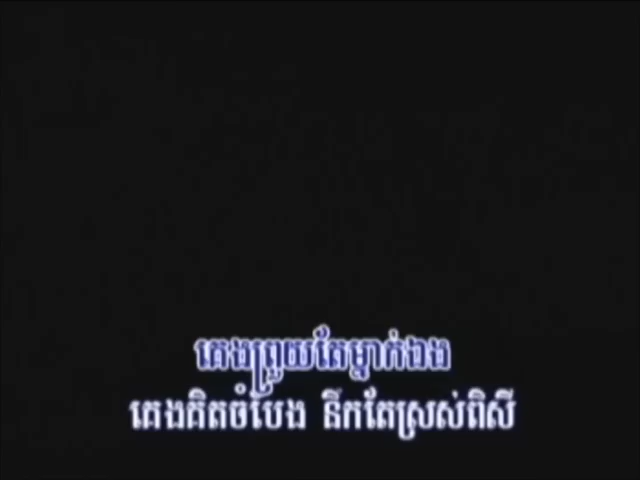 គេងព្រួយតែម្នាក់ឯង
គេងគិតចំបែង នឹកតែស្រស់ពិសី